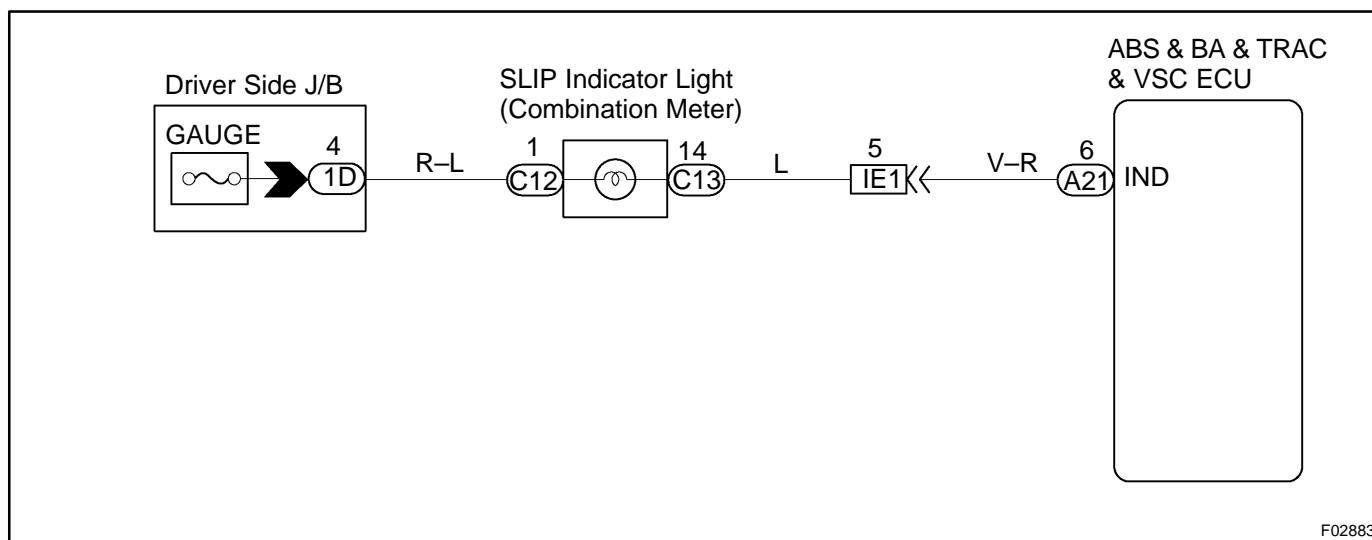 ABS & BA & TRAC
& VSC ECU
Driver Side J/B
SLIP Indicator Light
(Combination Meter)
GAUGE
4
1D
R–L
1
C12
14
C13
L
5
IE1
V–R
6
A21
IND
F02883